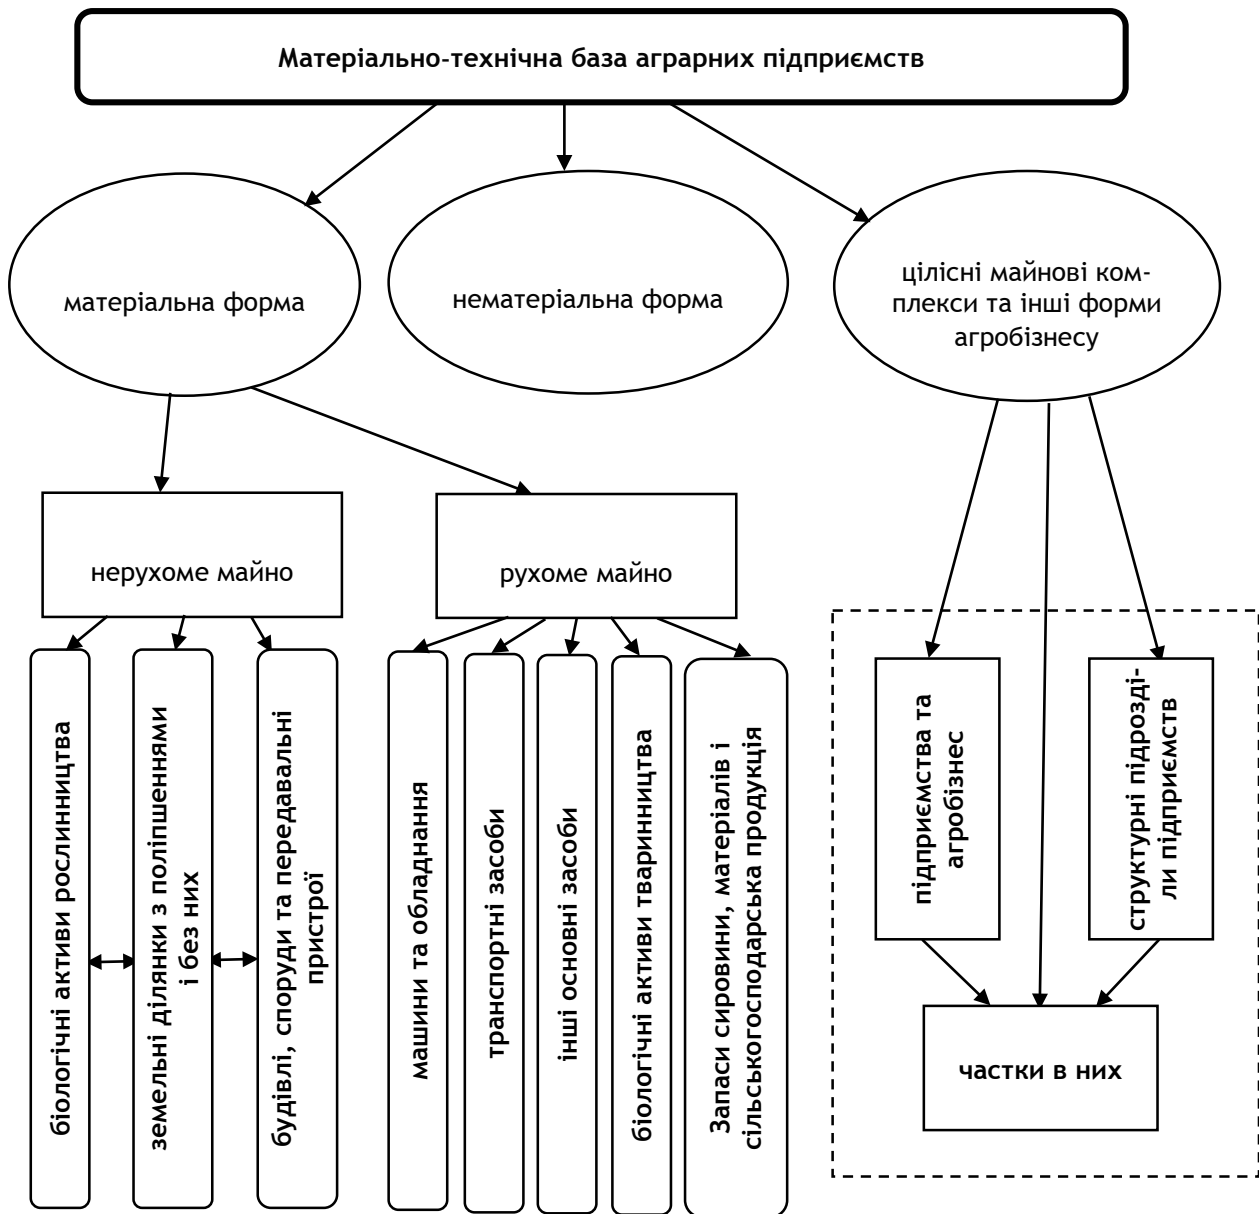 Матеріально-технічна база аграрних підприємств
матеріальна форма
нематеріальна форма
цілісні майнові ком-
плекси та інші форми
агробізнесу
нерухоме майно
рухоме майно
біологічні активи рослинництва
земельні ділянки з поліпшеннями
і без них
будівлі, споруди та передавальні
пристрої
машини та обладнання
транспортні засоби
інші основні засоби
біологічні активи тваринництва
Запаси сировини, матеріалів і
сільськогосподарська продукція
підприємства та
агробізнес
структурні підрозді-
ли підприємств
частки в них